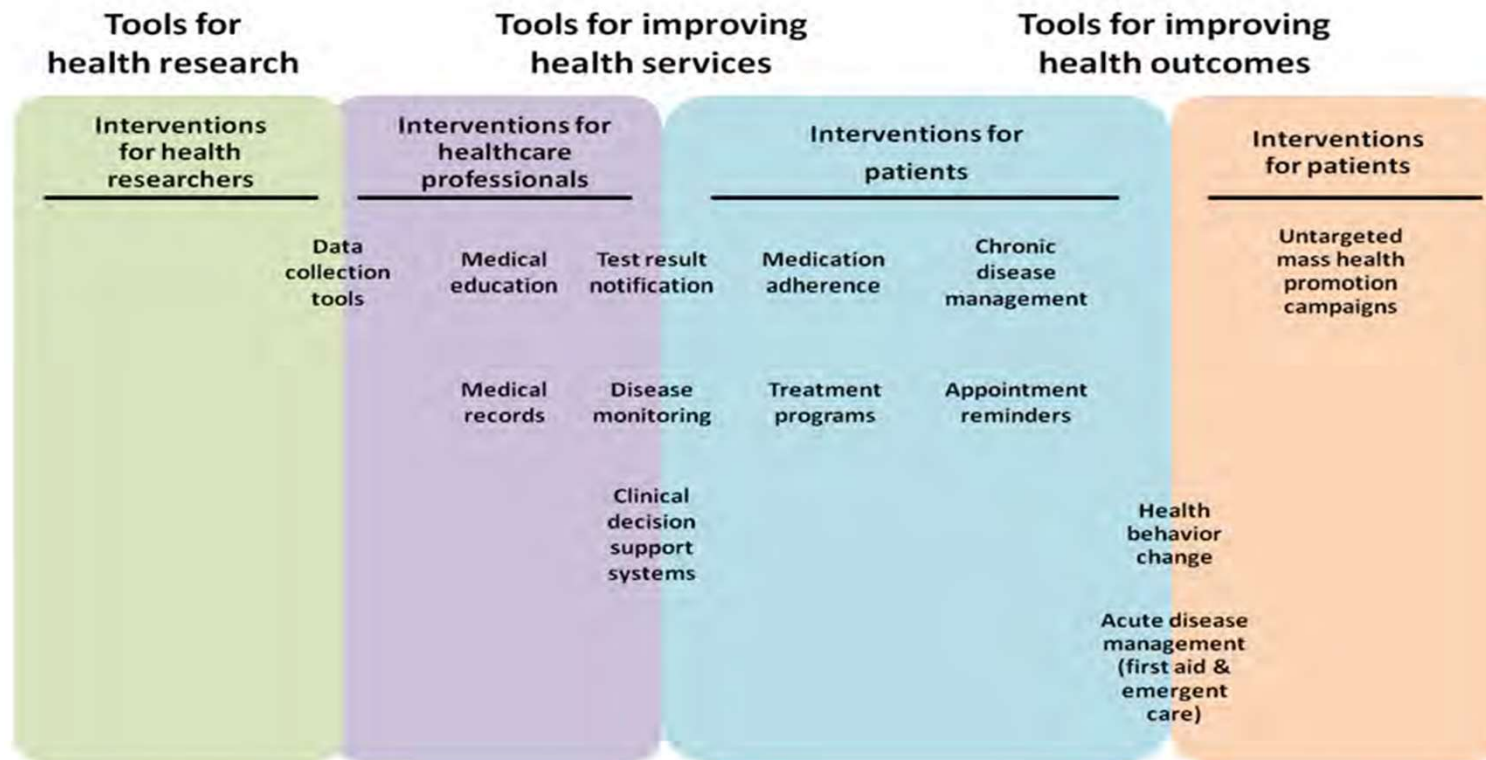 Tools for
health research
Tools for improving
health services
Tools for improving
health outcomes
Interventions
for health
researchers
Interventions for
healthcare
professionals
Interventions for
patients
Interventions
for patients
Data
collection
tools
Medical
education
Test result
notification
Medication
adherence
Chronic
disease
management
Untargeted
mass health
promotion
campaigns
Medical
records
Disease
monitoring
Treatment
programs
Appointment
reminders
Clinical
decision
support
systems
Health
behavior
change
Acute disease
management
(first aid &
emergent
care)